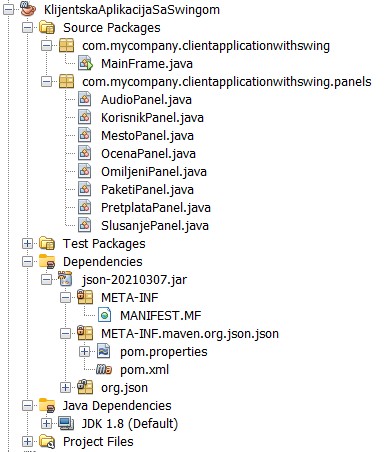 KlijentskaAplikacijaSaSwingom
Source Packages
com.mycompany.clientapplicationwithswing
MainFrame.java
com.mycompany.clientapplicationwithswing.panels
AudioPanel.java
KorisnikPanel.java
MestoPanel.java
OcenaPanel.java
OmiljeniPanel.java
PaketiPanel.java
PretplataPanel.java
SlusanjePanel.java
Test Packages
Dependencies
json-20210307.jar
META-INF
MANIFEST.MF
META-INF.maven.org.json.json
pom.properties
pom.xml
org.json
Java Dependencies
JDK 1.8 (Default)
Project Files